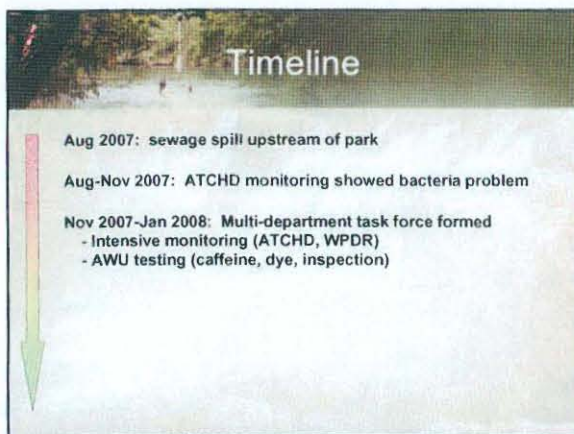 Timeline
Aug 2007: sewage spill upstream of park
Aug-Nov 2007: ATCHD monitoring showed bacteria problem
Nov 2007-Jan 2008: Multi-department task force formed
- Intensive monitoring (ATCHD, WPDR)
- AWU testing (caffeine, dye, inspection)